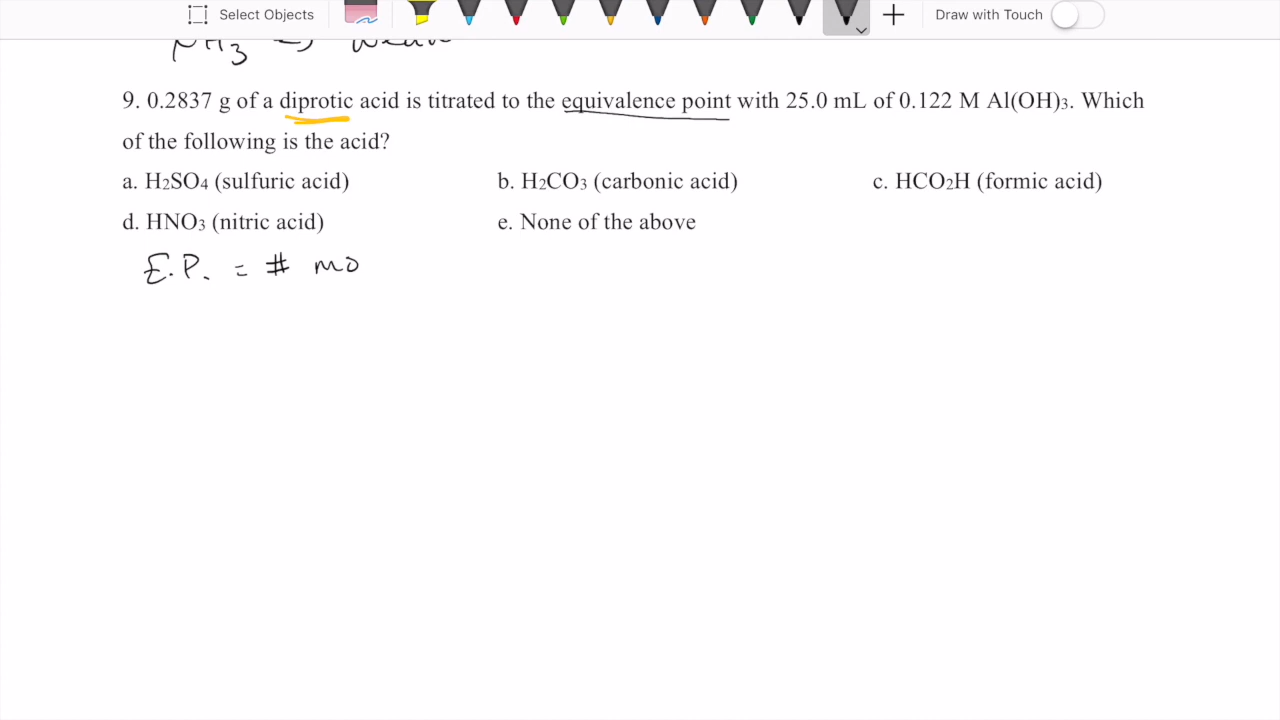 Select Objects
Draw with Touch
NH3
9. 0.2837 g of a diprotic acid is titrated to the equivalence point with 25.0 mL of 0.122 M Al(OH)3. Which
of the following is the acid?
a. H2SO4 (sulfuric acid) b. H2CO3 (carbonic acid) c. HCO2H (formic acid)
d. HNO3 (nitric acid) e. None of the above
E.P. = # mo